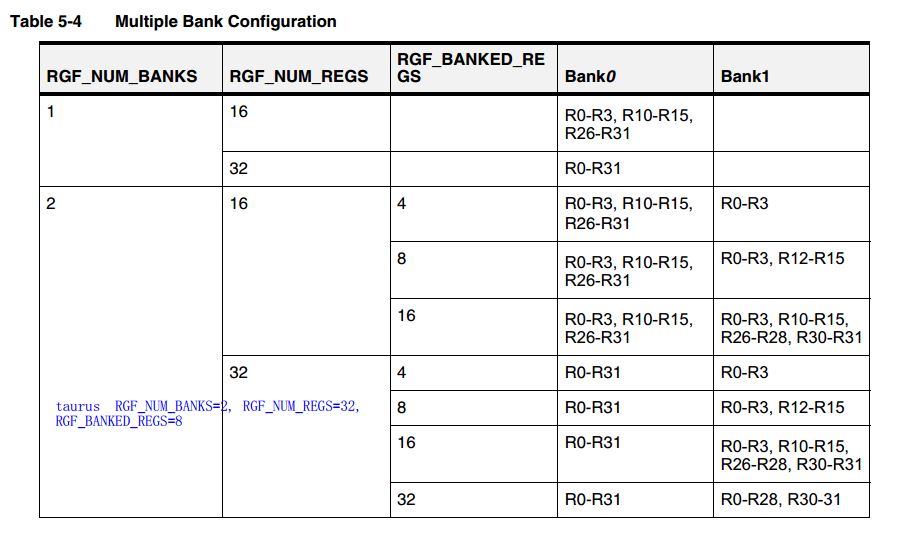 Table 5-4 Multiple Bank Configuration
RGF_NUM_BANKS RGF_NUM_REGS RGF_BANKED_RE
GS Bank0 Bank1
1 16 R0-R3, R10-R15,
R26-R31
32 R0-R31
2 16 4 R0-R3, R10-R15,
R26-R31 R0-R3
8 R0-R3, R10-R15,
R26-R31 R0-R3, R12-R15
16 R0-R3, R10-R15,
R26-R31 R0-R3, R10-R15,
R26-R28, R30-R31
32 4 R0-R31 R0-R3
taurus RGF_NUM_BANKS=2, RGF_NUM_REGS=32,
RGF_BANKED_REGS=8
8 R0-R31 R0-R3, R12-R15
16 R0-R31 R0-R3, R10-R15,
R26-R28, R30-R31
32 R0-R31 R0-R28, R30-31